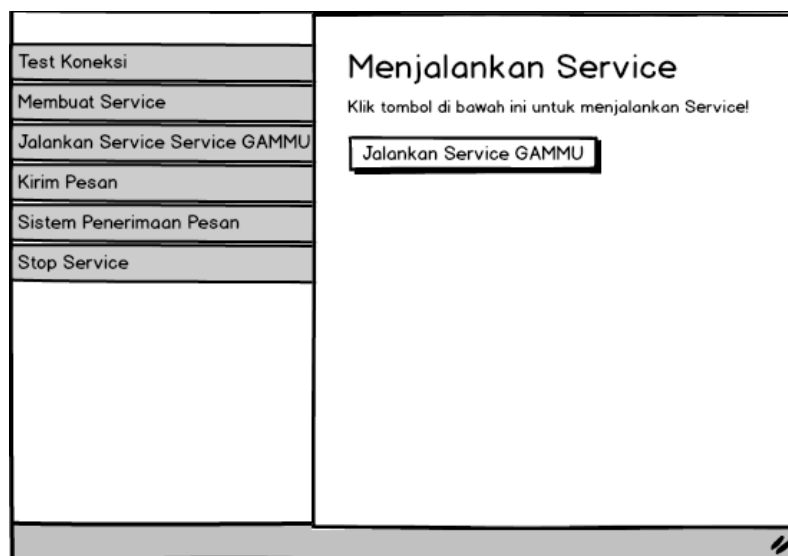 Test Koneksi
Membuat Service
Jalankan Service Service GAMMU
Kirim Pesan
Sistem Penerimaan Pesan
Stop Service
Menjalankan Service
Klik tombol di bawah ini untuk menjalankan Service!
Jalankan Service GAMMU